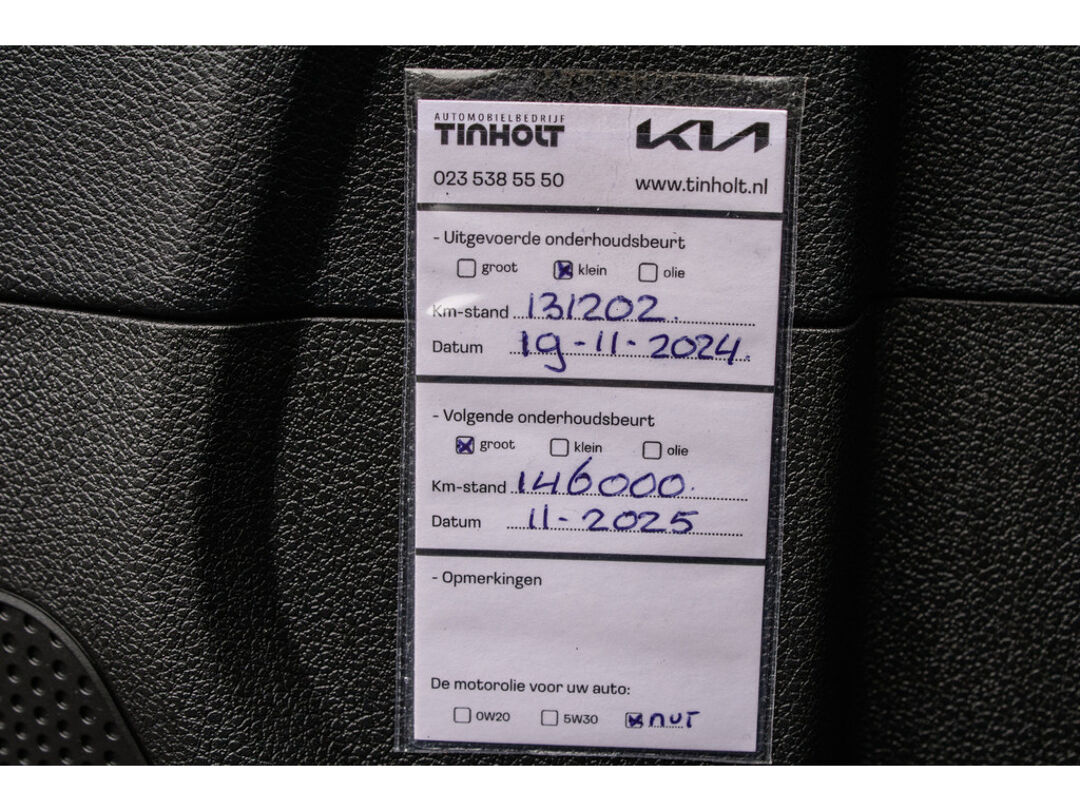 AUTOMOBIELBEDRIJF
TINHOLT KIA
023 538 55 50 www.tinholt.nl
- Uitgevoerde onderhoudsbeurt
groot klein olie
Km-stand 131202.
Datum 19-11-2024.
- Volgende onderhoudsbeurt
groot klein olie
Km-stand 146000.
Datum 11-2025
- Opmerkingen
De motorolie voor uw auto:
0W20 5W30 nvt